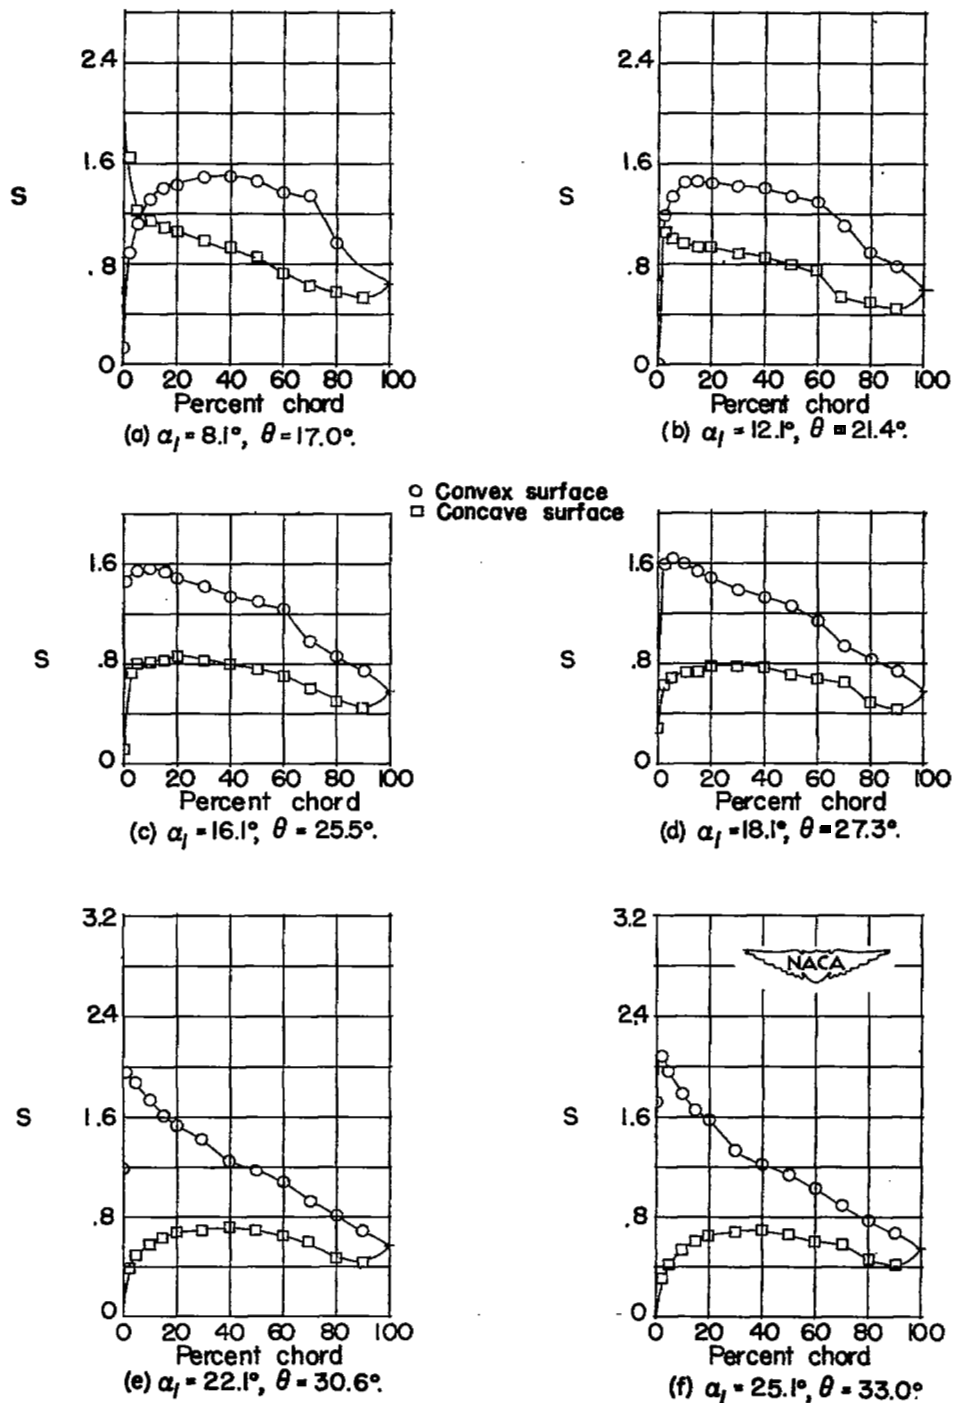 2.4
1.6
S
.8
0
0 20 40 60 80 100
Percent chord
(a) α₁ = 8.1°, θ = 17.0°.
2.4
1.6
S
.8
0
0 20 40 60 80 100
Percent chord
(b) α₁ = 12.1°, θ = 21.4°.
○ Convex surface
□ Concave surface
1.6
S
.8
0
0 20 40 60 80 100
Percent chord
(c) α₁ = 16.1°, θ = 25.5°.
1.6
S
.8
0
0 20 40 60 80 100
Percent chord
(d) α₁ = 18.1°, θ = 27.3°.
3.2
2.4
S
1.6
.8
0
0 20 40 60 80 100
Percent chord
(e) α₁ = 22.1°, θ = 30.6°.
3.2
NACA
2.4
S
1.6
.8
0
0 20 40 60 80 100
Percent chord
(f) α₁ = 25.1°, θ = 33.0°